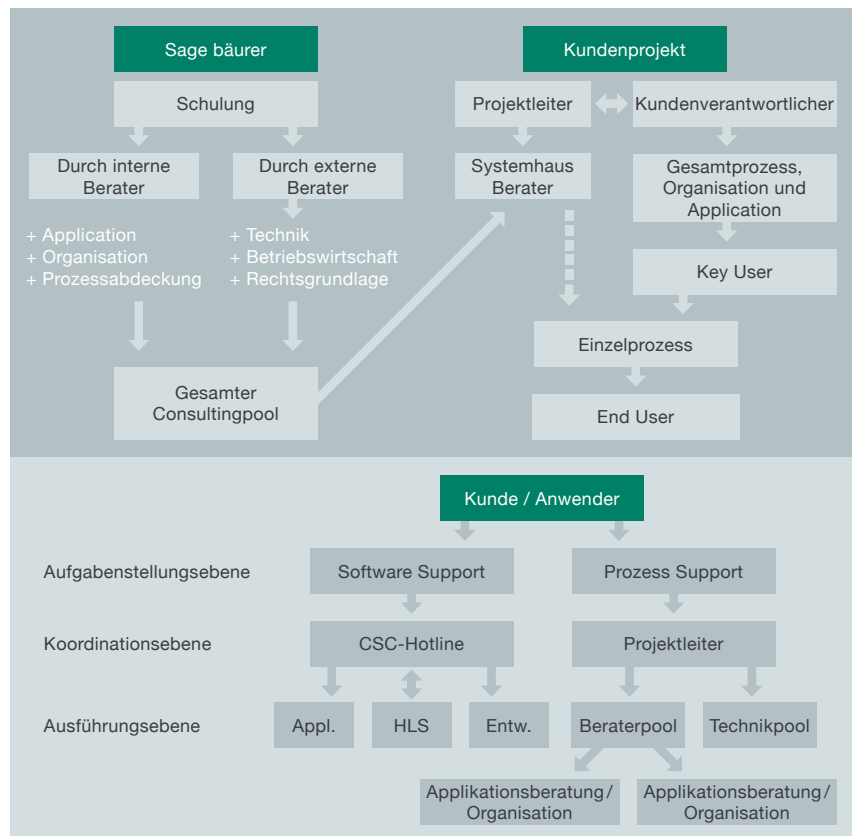 Sage bäurer
Schulung
Durch interne
Berater
Durch externe
Berater
+ Application
+ Organisation
+ Prozessabdeckung
+ Technik
+ Betriebswirtschaft
+ Rechtsgrundlage
Gesamter
Consultingpool
Kundenprojekt
Projektleiter
Kundenverantwortlicher
Systemhaus
Berater
Gesamtprozess,
Organisation und
Application
Key User
Einzelprozess
End User
Kunde / Anwender
Aufgabenstellungsebene
Software Support
Prozess Support
Koordinationsebene
CSC-Hotline
Projektleiter
Ausführungsebene
Appl.
HLS
Entw.
Beraterpool
Technikpool
Applikationsberatung/
Organisation
Applikationsberatung/
Organisation